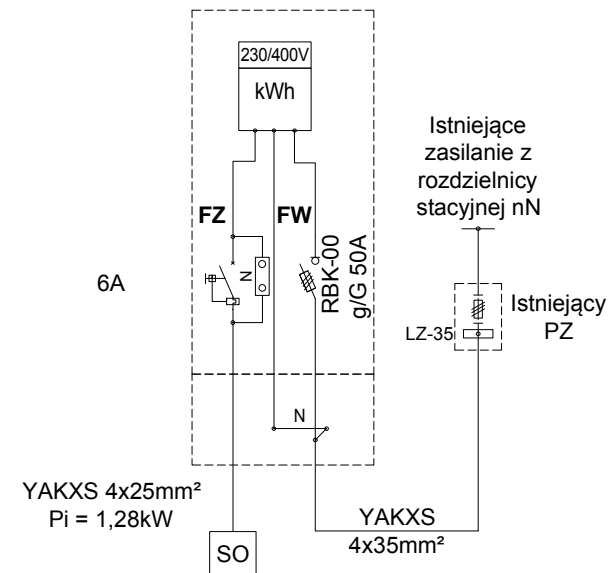 230/400V
kWh
Istniejące
zasilanie z
rozdzielnicy
stacyjnej nN
FZ
FW
RBK-00
g/G 50A
N
6A
Istniejący
PZ
LZ-35
N
YAKXS 4x25mm²
Pi = 1,28kW
YAKXS
4x35mm²
SO